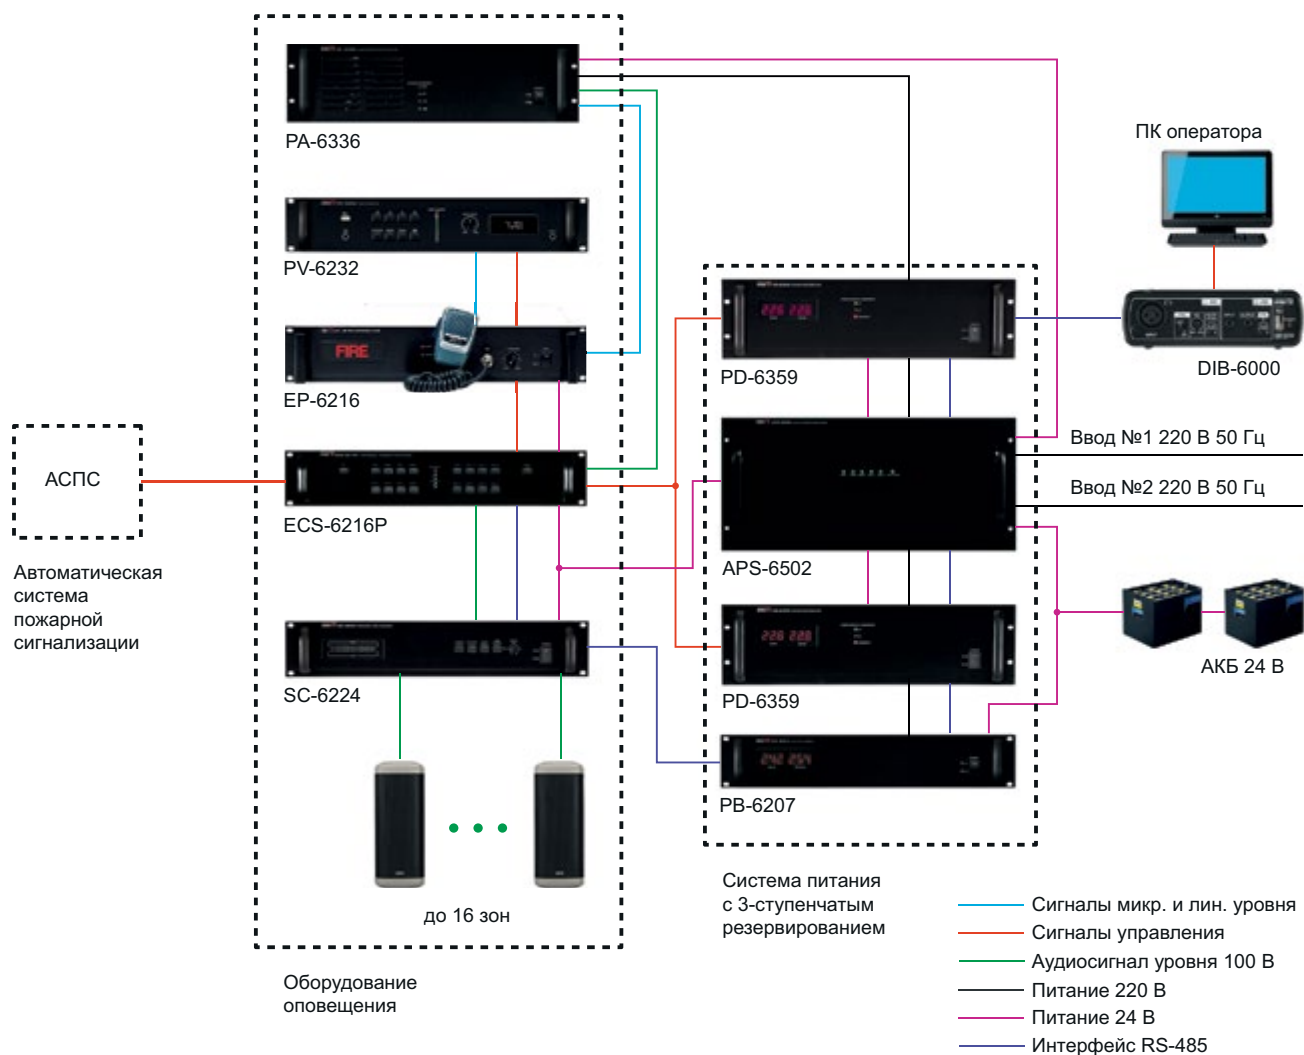 PA-6336
PV-6232
FIRE
EP-6216
АСПС
ECS-6216P
Автоматическая
система
пожарной
сигнализации
SC-6224
до 16 зон
Оборудование
оповещения
ПК оператора
PD-6359
DIB-6000
Ввод №1 220 В 50 Гц
Ввод №2 220 В 50 Гц
APS-6502
АКБ 24 В
PD-6359
PB-6207
Система питания
с 3-ступенчатым
резервированием
Сигналы микр. и лин. уровня
Сигналы управления
Аудиосигнал уровня 100 В
Питание 220 В
Питание 24 В
Интерфейс RS-485